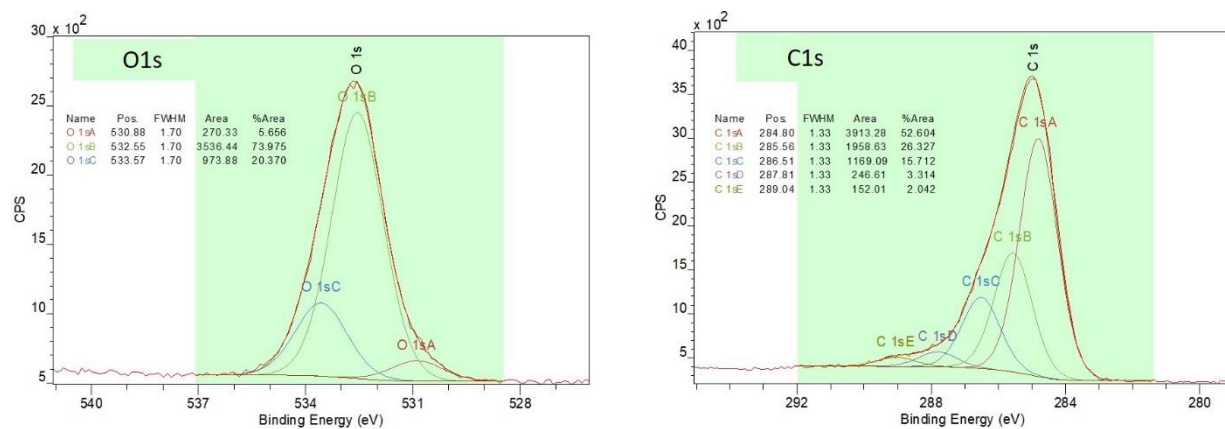 30 x 10²
O1s
O 1s
Name Pos. FWHM Area %Area
O 1sA 530.88 1.70 270.33 5.656
O 1sB 532.55 1.70 3536.44 73.975
O 1sC 533.57 1.70 973.88 20.370
O 1sB
O 1sC
O 1sA
25
20
15
10
5
CPS
540 537 534 531 528
Binding Energy (eV)
x 10²
40
C1s
C 1s
Name Pos. FWHM Area %Area
C 1sA 284.80 1.33 3913.28 52.604
C 1sB 285.56 1.33 1958.63 26.327
C 1sC 286.51 1.33 1169.09 15.712
C 1sD 287.81 1.33 246.61 3.314
C 1sE 289.04 1.33 152.01 2.042
C 1sA
C 1sB
C 1sC
C 1sD
C 1sE
35
30
25
20
15
10
5
CPS
292 288 284 280
Binding Energy (eV)